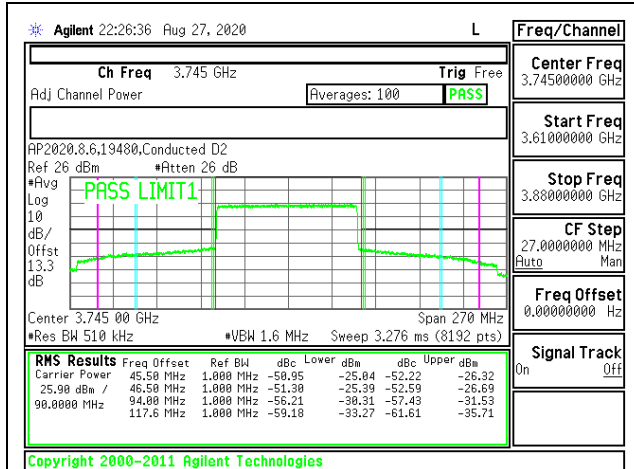 Agilent 22:26:36 Aug 27, 2020 L
Freq/Channel
Ch Freq 3.745 GHz Trig Free
Adj Channel Power Averages: 100 PASS
AP2020.8.6,19480,Conducted D2
Ref 26 dBm #Atten 26 dB
#Avg
Log
10
dB/
Offst
13.3
dB
PASS LIMIT1
Center 3.745 00 GHz Span 270 MHz
#Res BW 510 kHz #VBW 1.6 MHz Sweep 3.276 ms (8192 pts)
RMS Results Freq Offset Ref BW dBc Lower dBm dBc Upper dBm
Carrier Power 45.50 MHz 1.000 MHz -50.95 -25.04 -52.22 -26.32
25.90 dBm / 46.50 MHz 1.000 MHz -51.30 -25.39 -52.59 -26.69
90.0000 MHz 94.00 MHz 1.000 MHz -56.21 -30.31 -57.43 -31.53
117.6 MHz 1.000 MHz -59.18 -33.27 -61.61 -35.71
Center Freq
3.74500000 GHz
Start Freq
3.61000000 GHz
Stop Freq
3.88000000 GHz
CF Step
27.0000000 MHz
Auto Man
Freq Offset
0.00000000 Hz
Signal Track
On Off
Copyright 2000-2011 Agilent Technologies